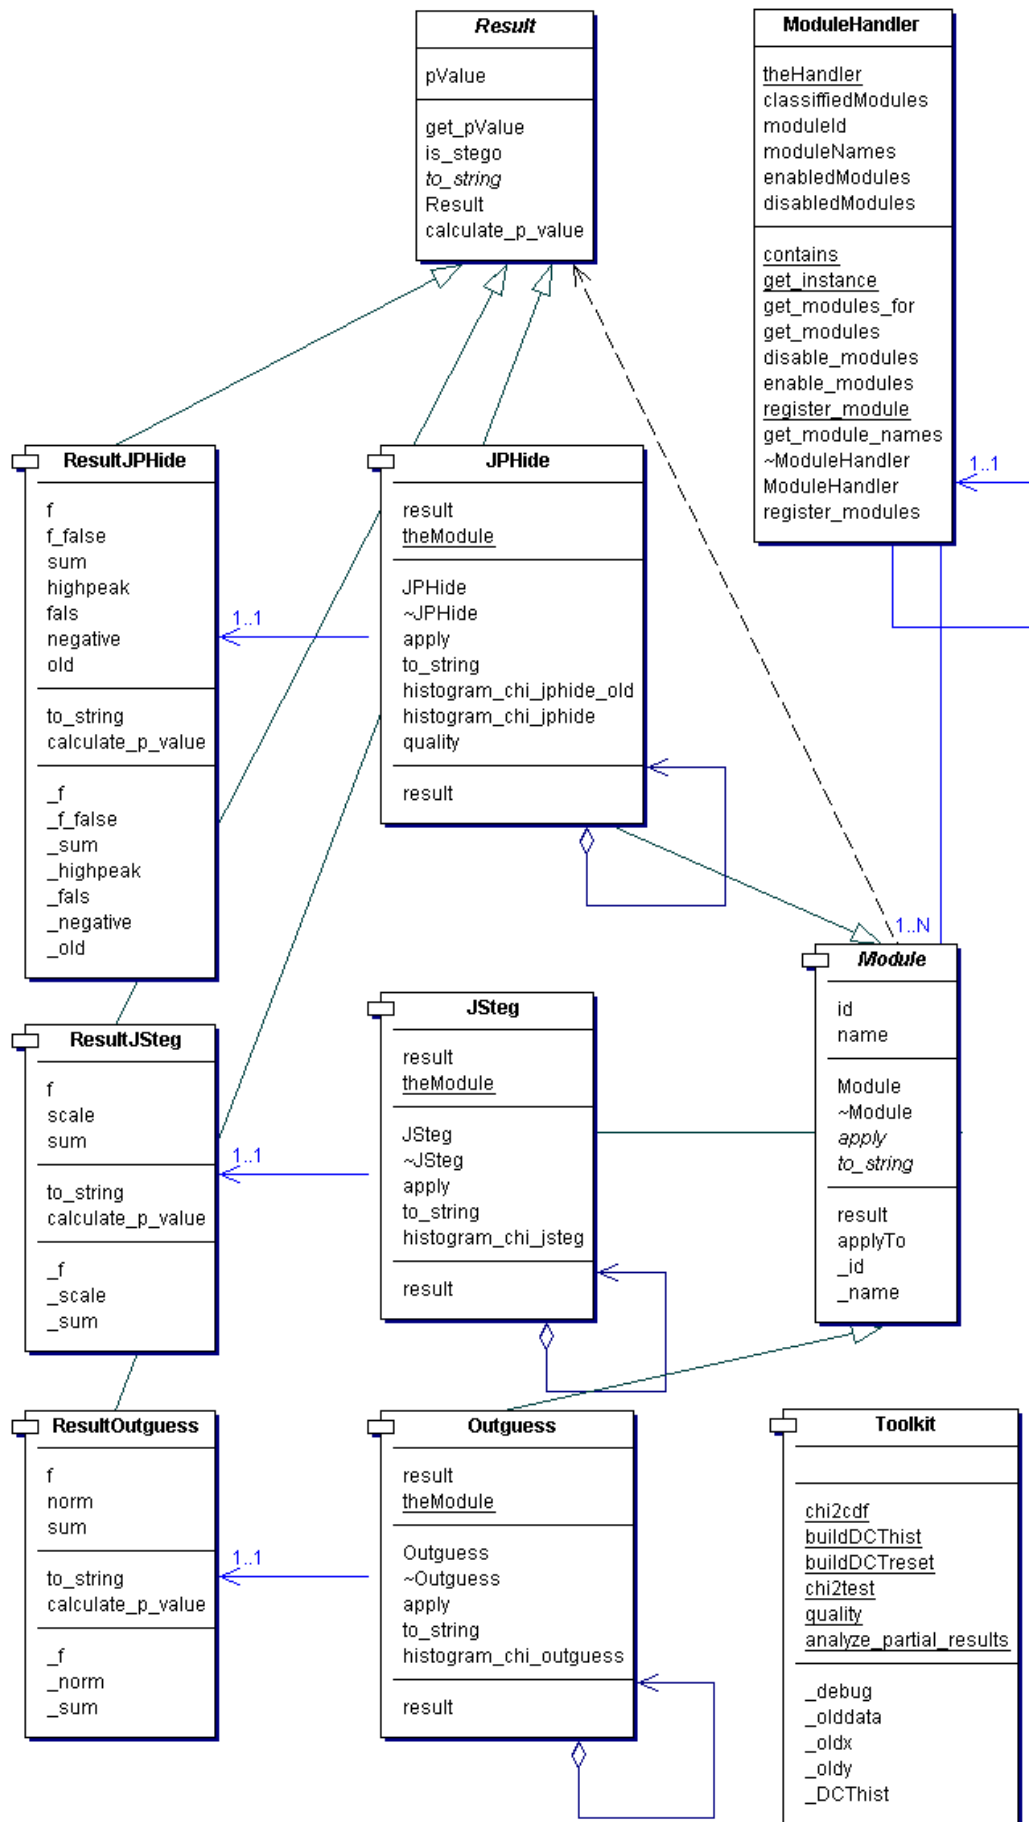 Result
pValue
get_pValue
is_stego
to_string
Result
calculate_p_value
ModuleHandler
theHandler
classiffiedModules
moduleId
moduleNames
enabledModules
disabledModules
contains
get_instance
get_modules_for
get_modules
disable_modules
enable_modules
register_module
get_module_names
~ModuleHandler
ModuleHandler
register_modules
1..1
ResultJPHide
f
f_false
sum
highpeak
fals
negative
old
to_string
calculate_p_value
_f
_f_false
_sum
_highpeak
_fals
_negative
_old
1..1
JPHide
result
theModule
JPHide
~JPHide
apply
to_string
histogram_chi_jphide_old
histogram_chi_jphide
quality
result
1..N
Module
id
name
Module
~Module
apply
to_string
result
applyTo
_id
_name
ResultJSteg
f
scale
sum
to_string
calculate_p_value
_f
_scale
_sum
1..1
JSteg
result
theModule
JSteg
~JSteg
apply
to_string
histogram_chi_jsteg
result
ResultOutguess
f
norm
sum
to_string
calculate_p_value
_f
_norm
_sum
1..1
Outguess
result
theModule
Outguess
~Outguess
apply
to_string
histogram_chi_outguess
result
Toolkit
chi2cdf
buildDCThist
buildDCTreset
chi2test
quality
analyze_partial_results
_debug
_olddata
_oldx
_oldy
_DCThist